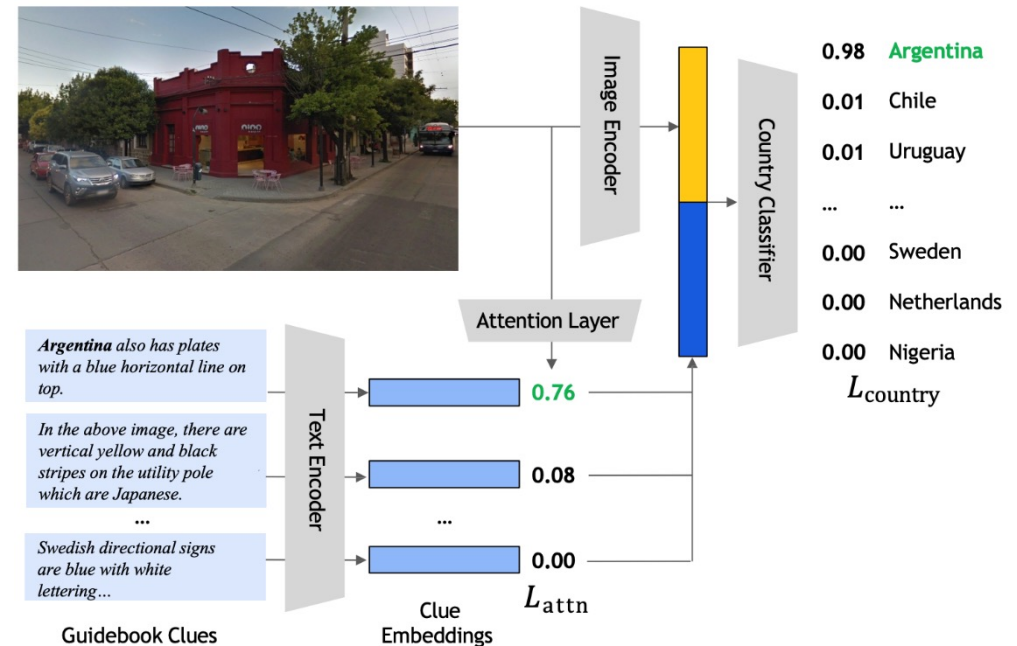 Image Encoder
Country Classifier
0.98 Argentina
0.01 Chile
0.01 Uruguay
... ...
0.00 Sweden
0.00 Netherlands
0.00 Nigeria
L_country
Attention Layer
Argentina also has plates
with a blue horizontal line on
top.
In the above image, there are
vertical yellow and black
stripes on the utility pole
which are Japanese.
...
Swedish directional signs
are blue with white
lettering...
Guidebook Clues
Text Encoder
...
Clue
Embeddings
0.76
0.08
0.00
L_attn